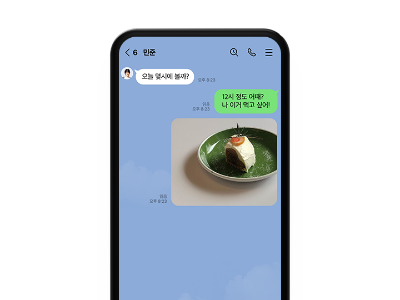 6 민준
오늘 몇시에 볼까?
오후 8:23
12시 정도 어때?
나 이거 먹고 싶어!
읽음
오후 8:23
읽음
오후 8:22